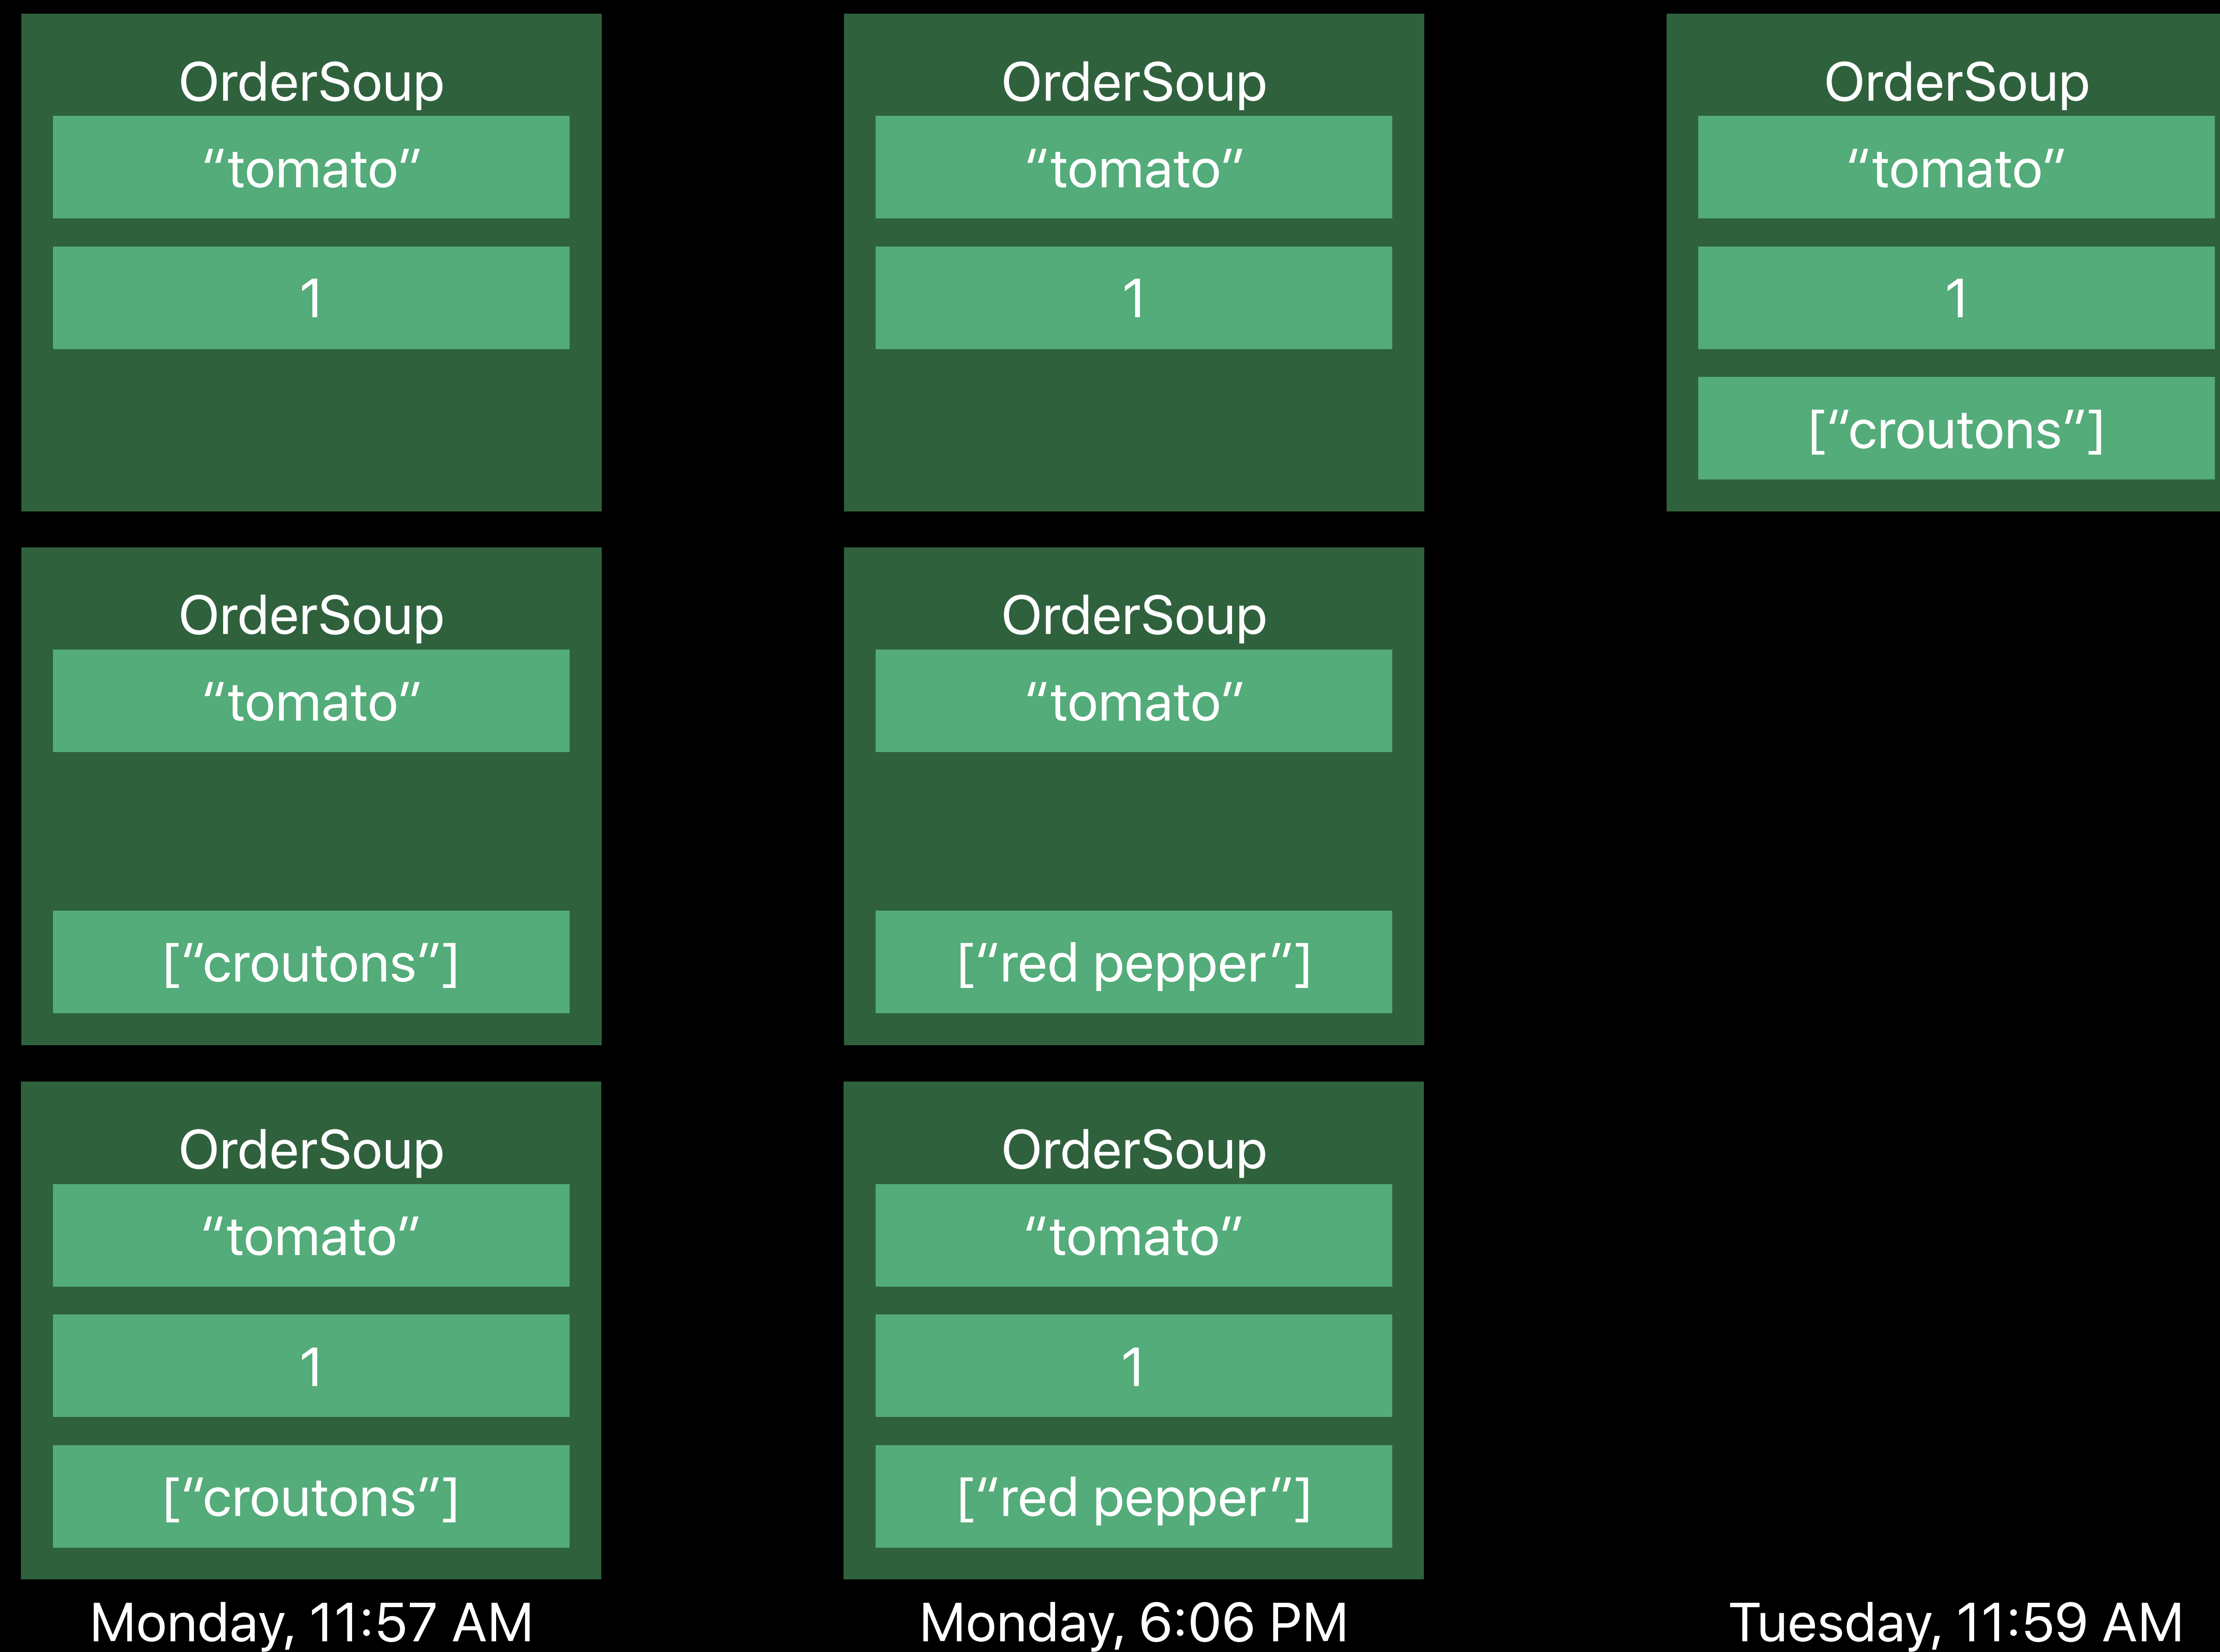 OrderSoup
“tomato”
1
OrderSoup
“tomato”
[“croutons”]
OrderSoup
“tomato”
1
[“croutons”]
Monday, 11:57 AM
OrderSoup
“tomato”
1
OrderSoup
“tomato”
[“red pepper”]
OrderSoup
“tomato”
1
[“red pepper”]
Monday, 6:06 PM
OrderSoup
“tomato”
1
[“croutons”]
Tuesday, 11:59 AM